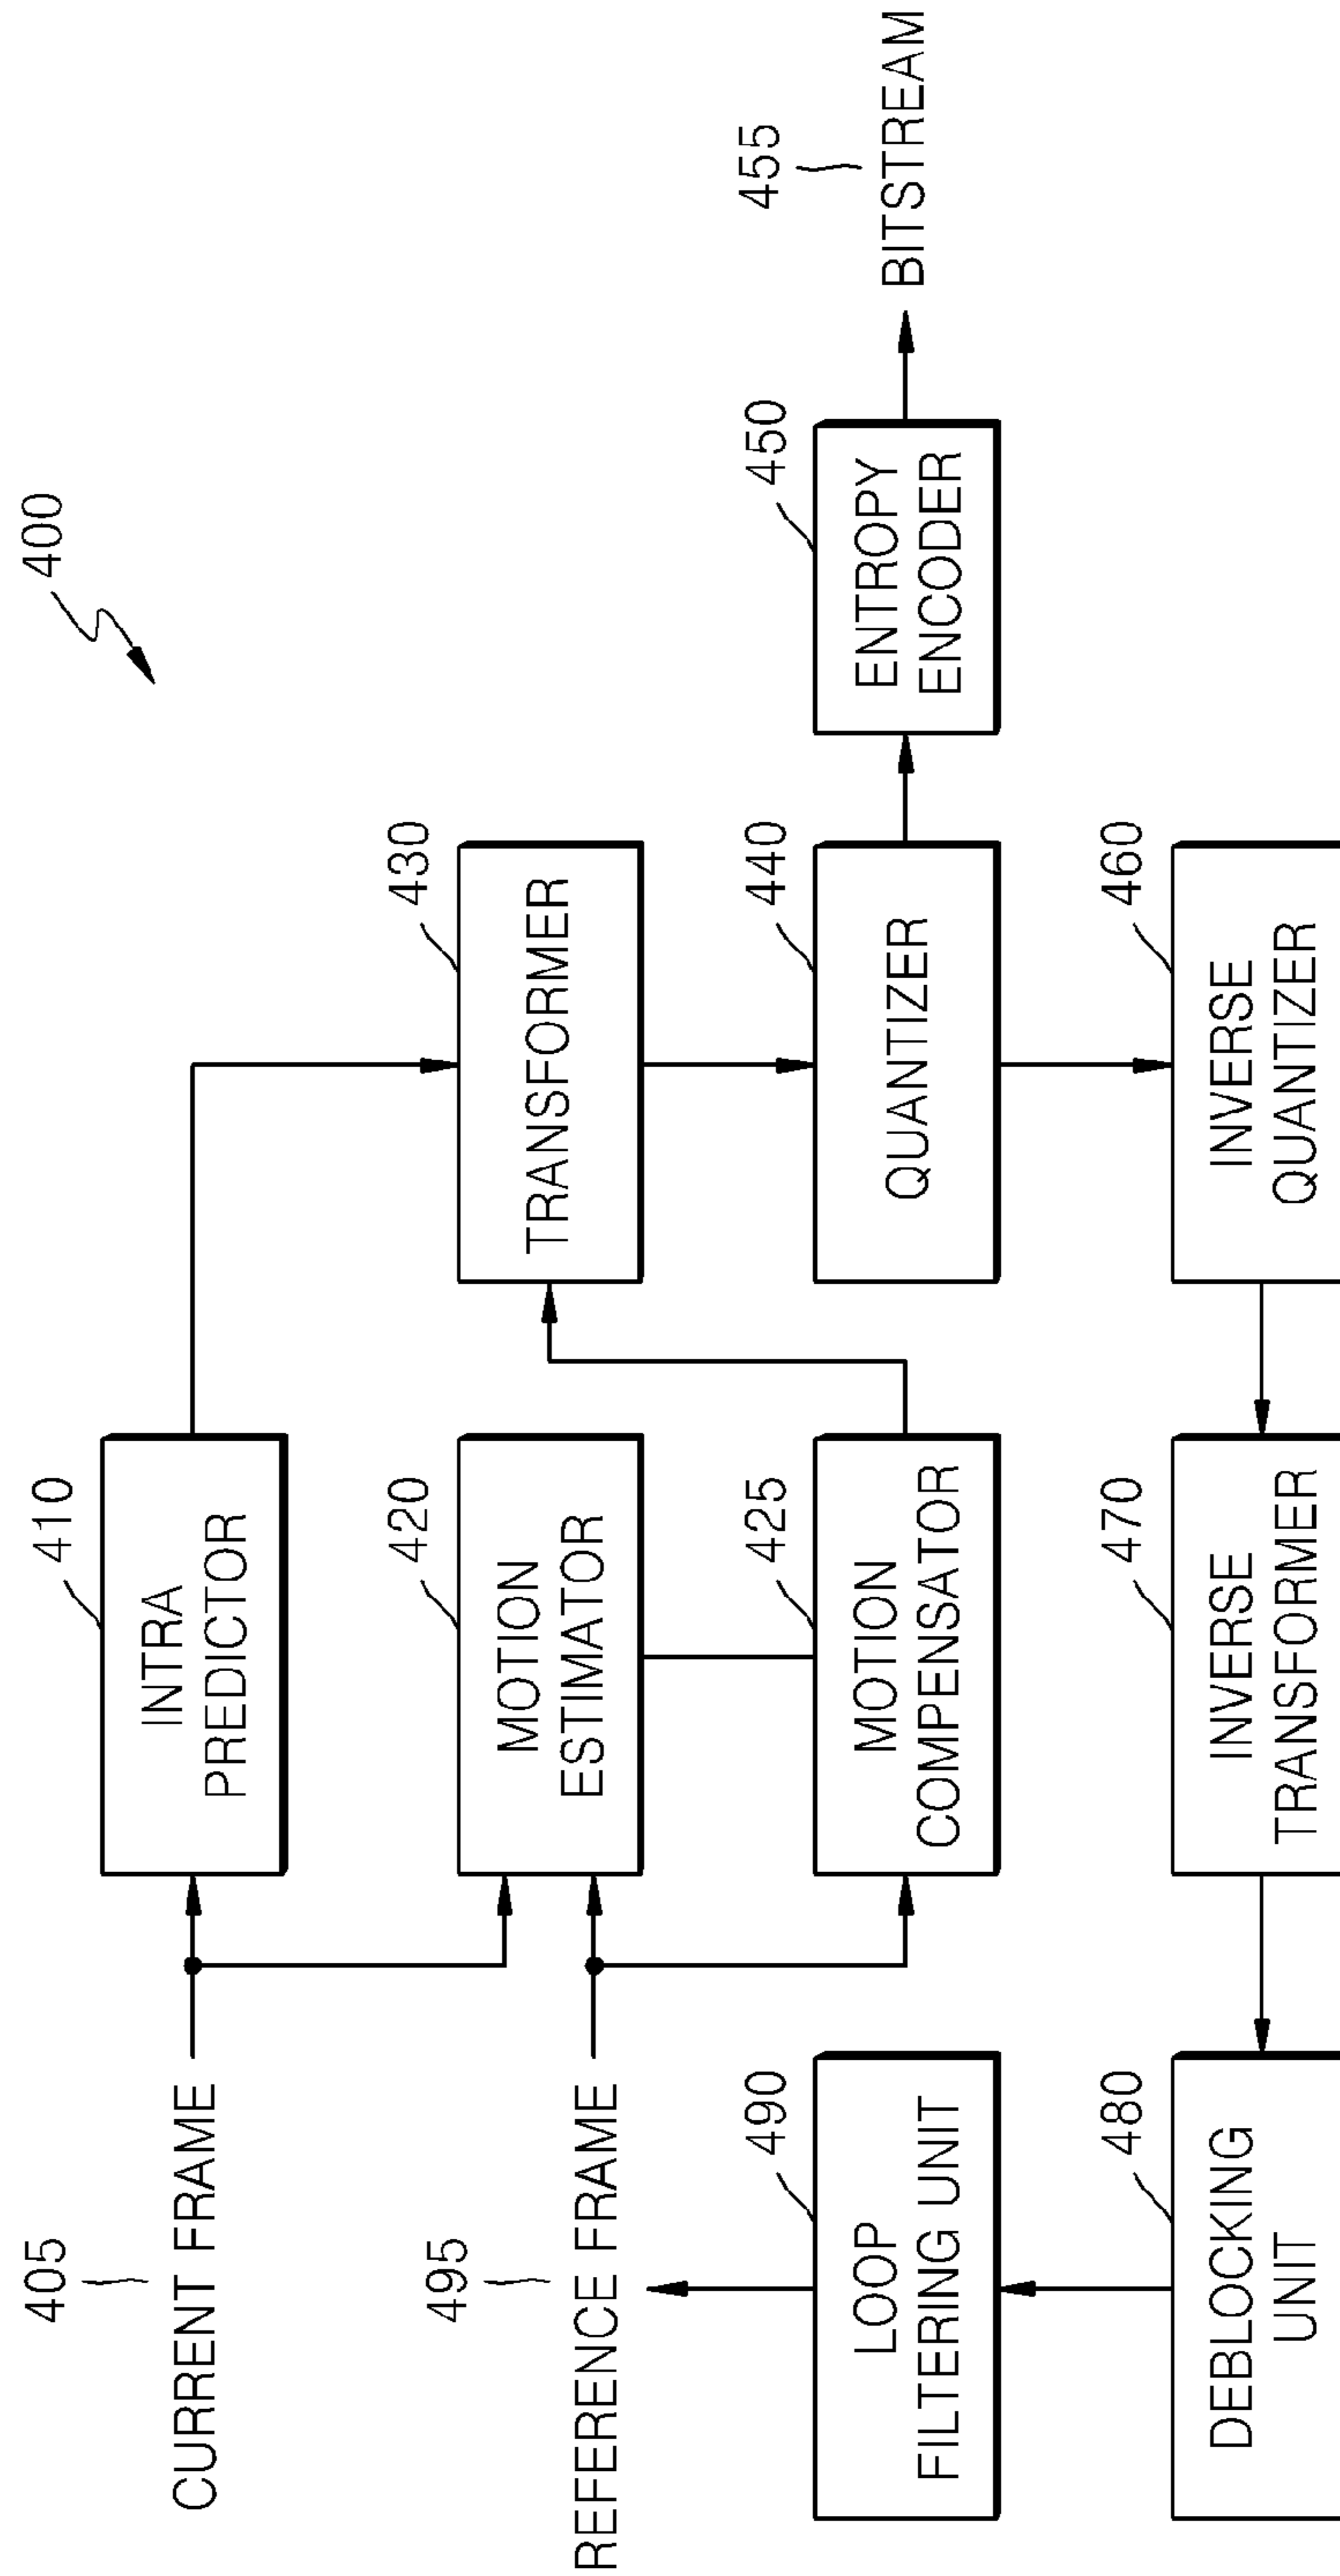 400
405
CURRENT FRAME
410
INTRA
PREDICTOR
495
REFERENCE FRAME
420
MOTION
ESTIMATOR
430
TRANSFORMER
490
LOOP
FILTERING UNIT
425
MOTION
COMPENSATOR
440
QUANTIZER
450
ENTROPY
ENCODER
455
BITSTREAM
480
DEBLOCKING
UNIT
470
INVERSE
TRANSFORMER
460
INVERSE
QUANTIZER